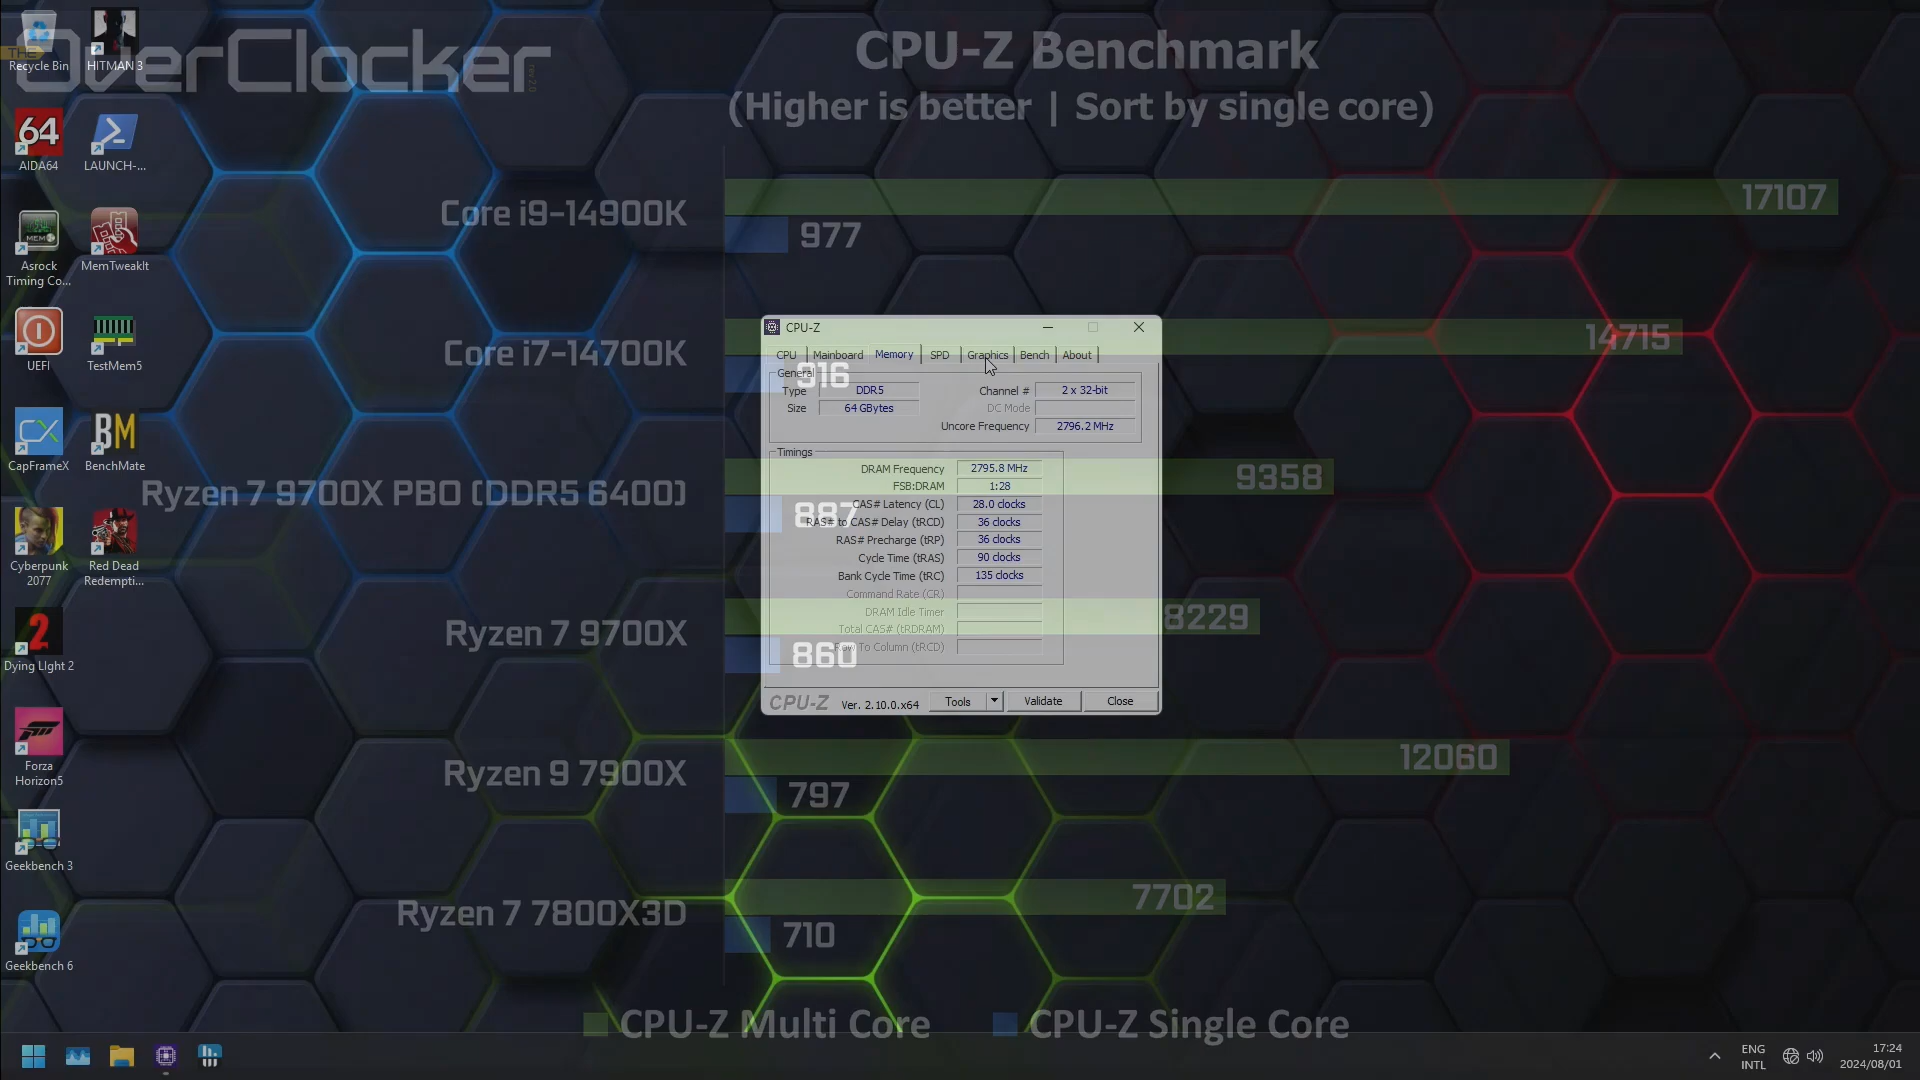 THE OverClocker rev 2.0
CPU-Z Benchmark
(Higher is better | Sort by single core)
Recycle Bin
HITMAN 3
AIDA64
LAUNCH-...
Asrock
Timing Co...
MemTweakIt
UEFI
TestMem5
CapFrameX
BenchMate
Cyberpunk
2077
Red Dead
Redempti...
Dying LIght 2
Forza
Horizon5
Geekbench 3
Geekbench 6
Core i9-14900K
17107
977
Core i7-14700K
14715
916
Ryzen 7 9700X PBO (DDR5 6400)
9358
887
Ryzen 7 9700X
8229
860
Ryzen 9 7900X
12060
797
Ryzen 7 7800X3D
7702
710
CPU-Z Multi Core
CPU-Z Single Core
CPU-Z
CPU Mainboard Memory SPD Graphics Bench About
General
Type DDR5 Channel # 2 x 32-bit
Size 64 GBytes DC Mode
Uncore Frequency 2796.2 MHz
Timings
DRAM Frequency 2795.8 MHz
FSB:DRAM 1:28
CAS# Latency (CL) 28.0 clocks
RAS# to CAS# Delay (tRCD) 36 clocks
RAS# Precharge (tRP) 36 clocks
Cycle Time (tRAS) 90 clocks
Bank Cycle Time (tRC) 135 clocks
Command Rate (CR)
DRAM Idle Timer
Total CAS# (tRDRAM)
Row To Column (tRCD)
CPU-Z Ver. 2.10.0.x64 Tools Validate Close
ENG
INTL
17:24
2024/08/01